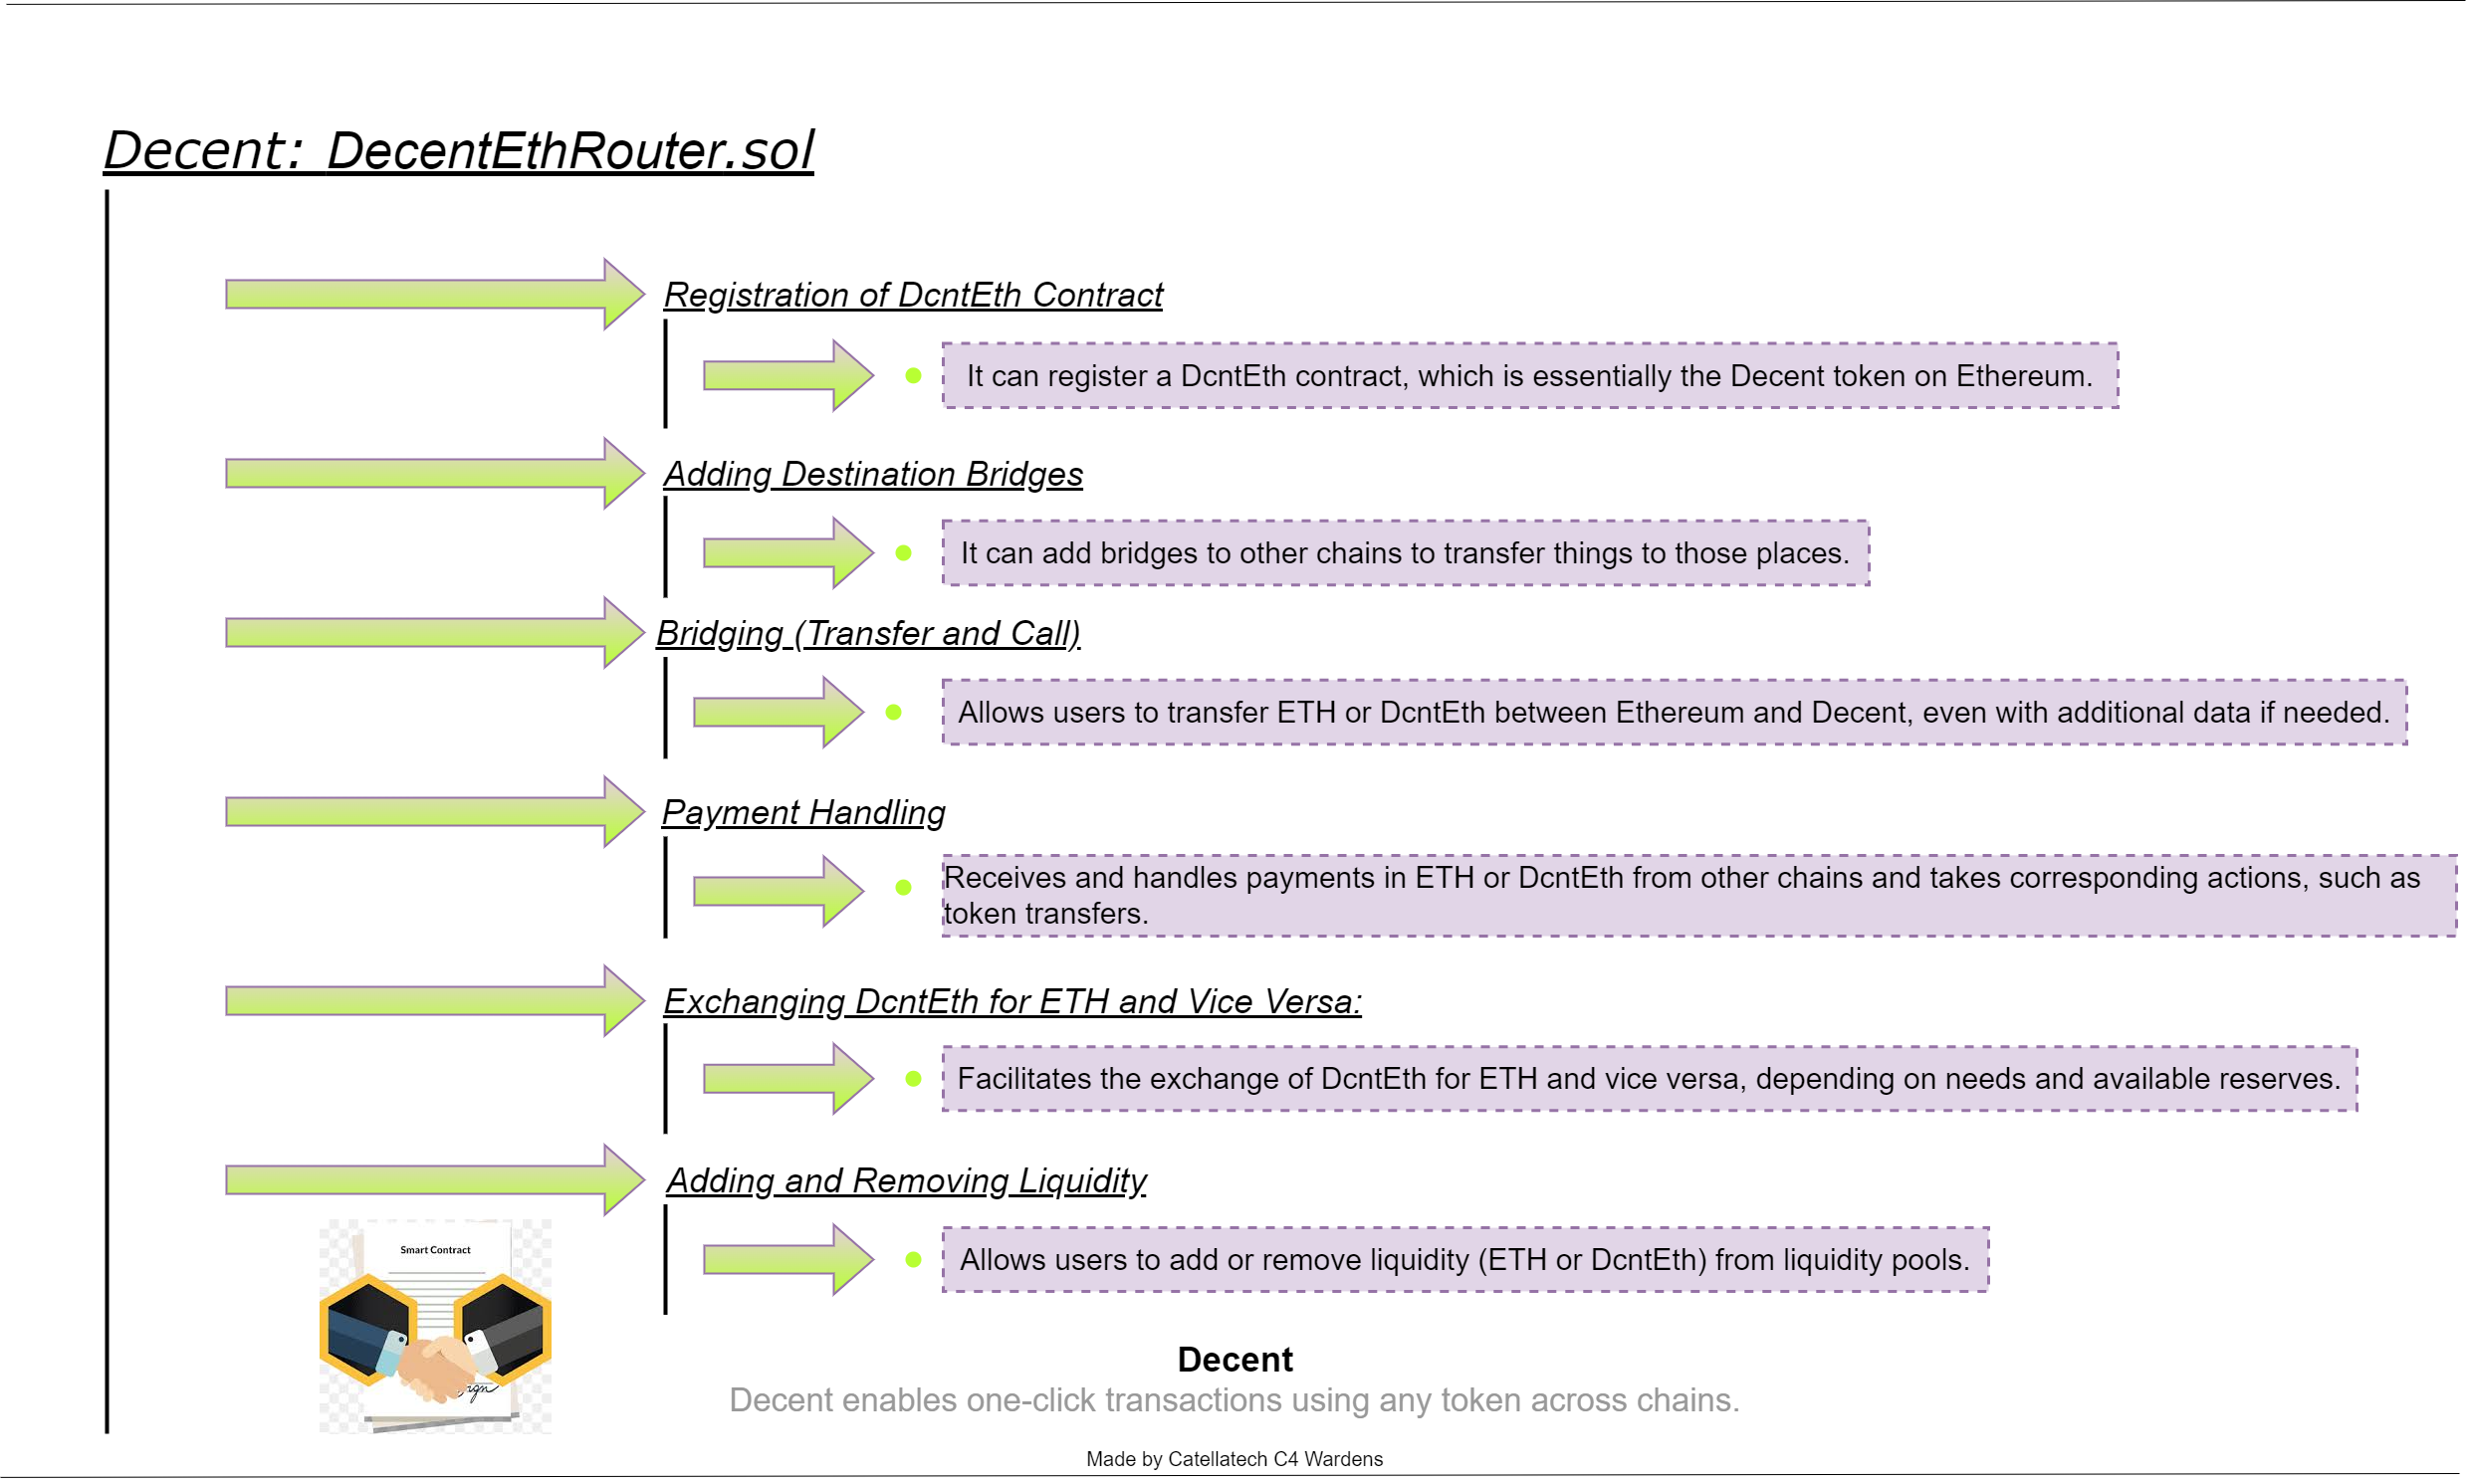 Decent: DecentEthRouter.sol
Registration of DcntEth Contract
It can register a DcntEth contract, which is essentially the Decent token on Ethereum.
Adding Destination Bridges
It can add bridges to other chains to transfer things to those places.
Bridging (Transfer and Call)
Allows users to transfer ETH or DcntEth between Ethereum and Decent, even with additional data if needed.
Payment Handling
Receives and handles payments in ETH or DcntEth from other chains and takes corresponding actions, such as
token transfers.
Exchanging DcntEth for ETH and Vice Versa:
Facilitates the exchange of DcntEth for ETH and vice versa, depending on needs and available reserves.
Adding and Removing Liquidity
Allows users to add or remove liquidity (ETH or DcntEth) from liquidity pools.
Smart Contract
Decent
Decent enables one-click transactions using any token across chains.
Made by Catellatech C4 Wardens